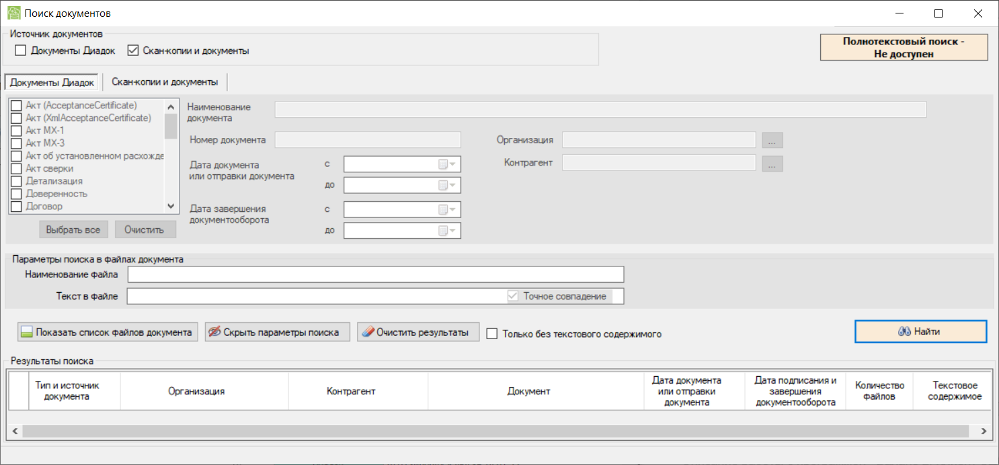 Поиск документов
Источник документов
Документы Диадок
Скан-копии и документы
Полнотекстовый поиск -
Не доступен
Документы Диадок
Скан-копии и документы
Акт (AcceptanceCertificate)
Акт (XmlAcceptanceCertificate)
Акт МХ-1
Акт МХ-3
Акт об установленном расхожде
Акт сверки
Детализация
Доверенность
Договор
Выбрать все
Очистить
Наименование
документа
Номер документа
Дата документа
или отправки документа
с
до
Дата завершения
документооборота
с
до
Организация
...
Контрагент
...
Параметры поиска в файлах документа
Наименование файла
Текст в файле
Точное совпадение
Показать список файлов документа
Скрыть параметры поиска
Очистить результаты
Только без текстового содержимого
Найти
Результаты поиска
Тип и источник
документа
Организация
Контрагент
Документ
Дата документа
или отправки
документа
Дата подписания и
завершения
документооборота
Количество
файлов
Текстовое
содержимое